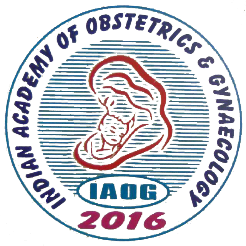 INDIAN ACADEMY OF OBSTETRICS & GYNAECOLOGY
IAOG
2016